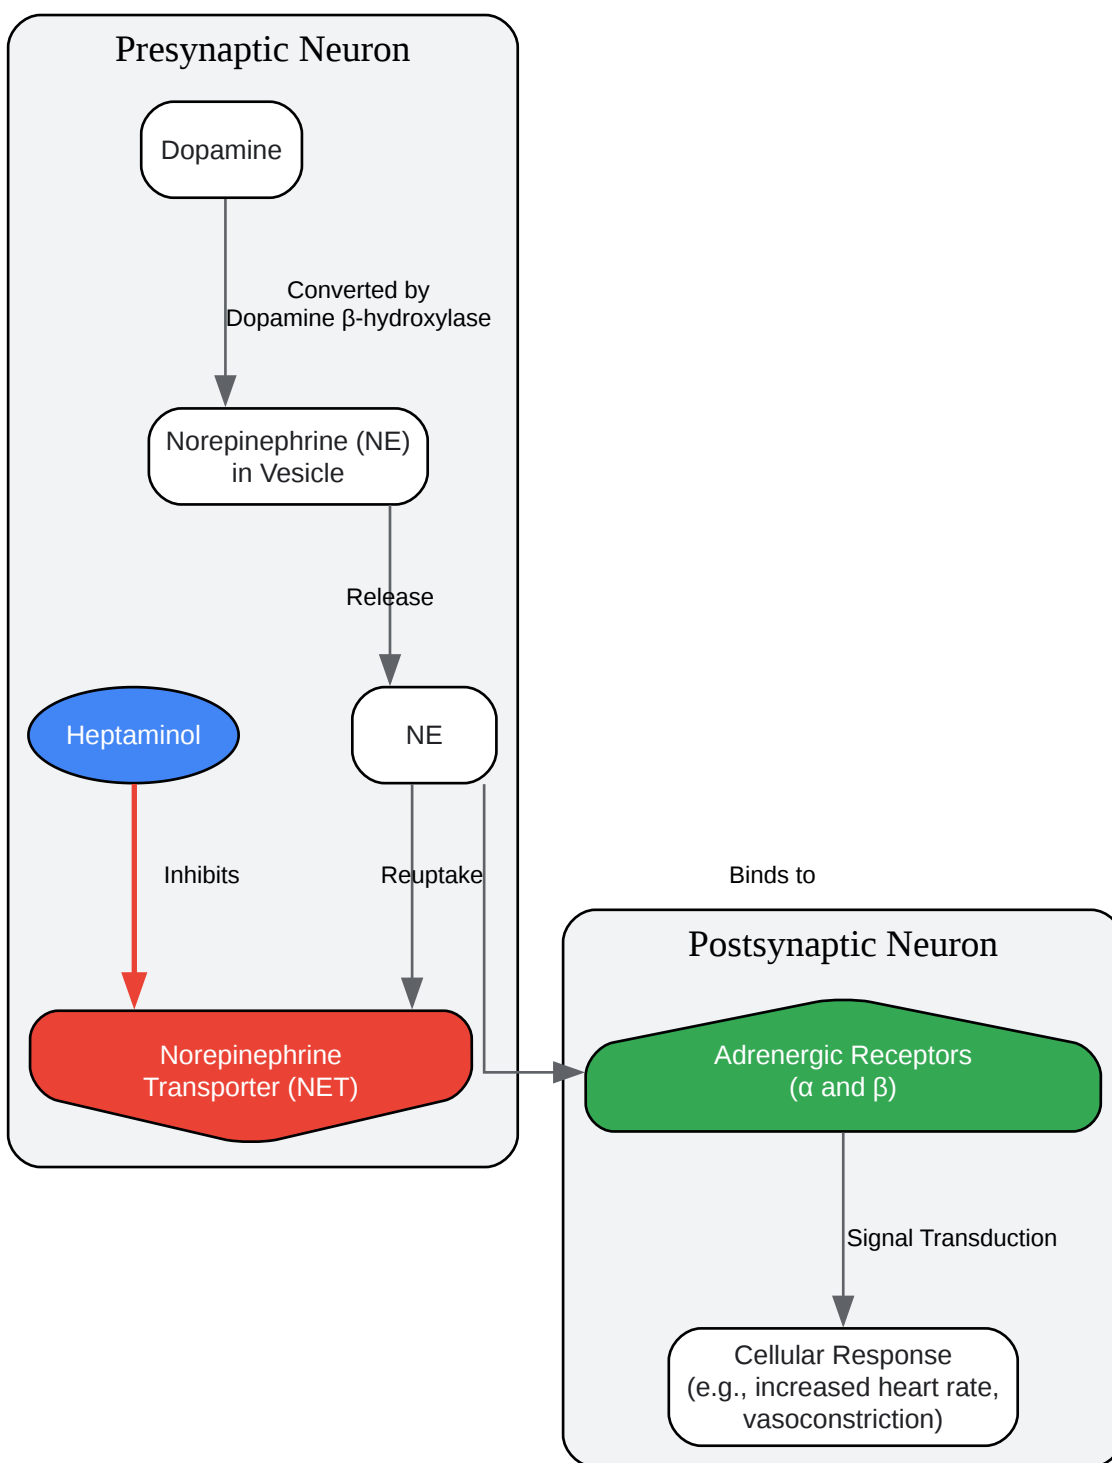 Presynaptic Neuron
Dopamine
Converted by
Dopamine β-hydroxylase
Norepinephrine (NE)
in Vesicle
Release
Heptaminol
NE
Inhibits
Reuptake
Binds to
Norepinephrine
Transporter (NET)
Postsynaptic Neuron
Adrenergic Receptors
(α and β)
Signal Transduction
Cellular Response
(e.g., increased heart rate,
vasoconstriction)